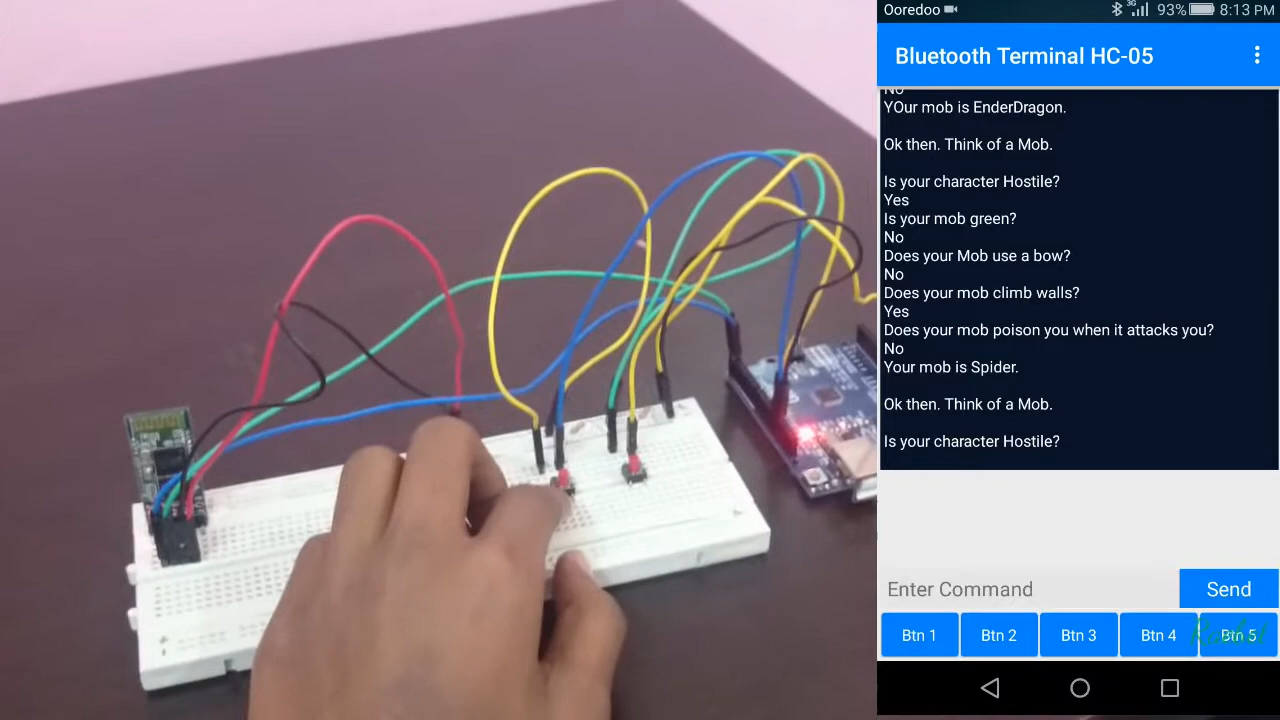 Ooredoo
93%
8:13 PM
Bluetooth Terminal HC-05
No
YOur mob is EnderDragon.
Ok then. Think of a Mob.
Is your character Hostile?
Yes
Is your mob green?
No
Does your Mob use a bow?
No
Does your mob climb walls?
Yes
Does your mob poison you when it attacks you?
No
Your mob is Spider.
Ok then. Think of a Mob.
Is your character Hostile?
Enter Command
Send
Btn 1
Btn 2
Btn 3
Btn 4
Btn 5